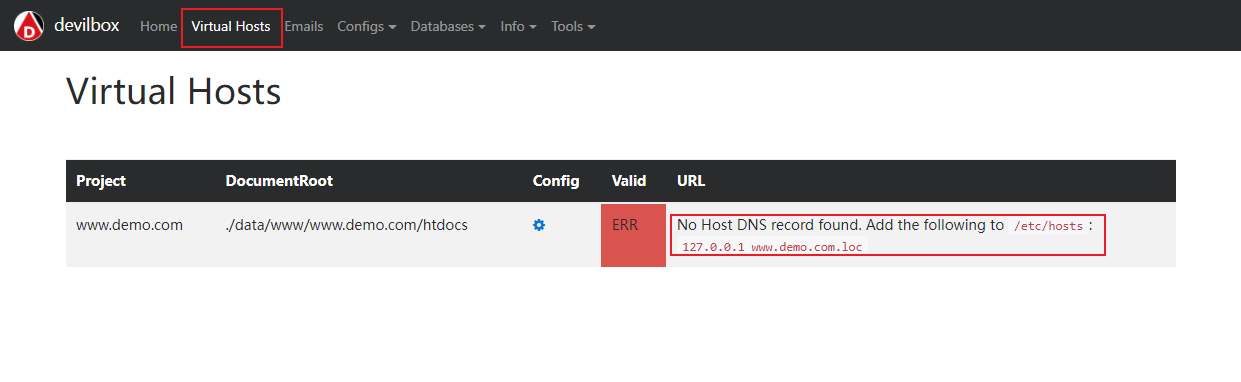 devilbox Home Virtual Hosts Emails Configs Databases Info Tools
Virtual Hosts
Project DocumentRoot Config Valid URL
www.demo.com ./data/www/www.demo.com/htdocs ERR No Host DNS record found. Add the following to /etc/hosts :
127.0.0.1 www.demo.com.loc